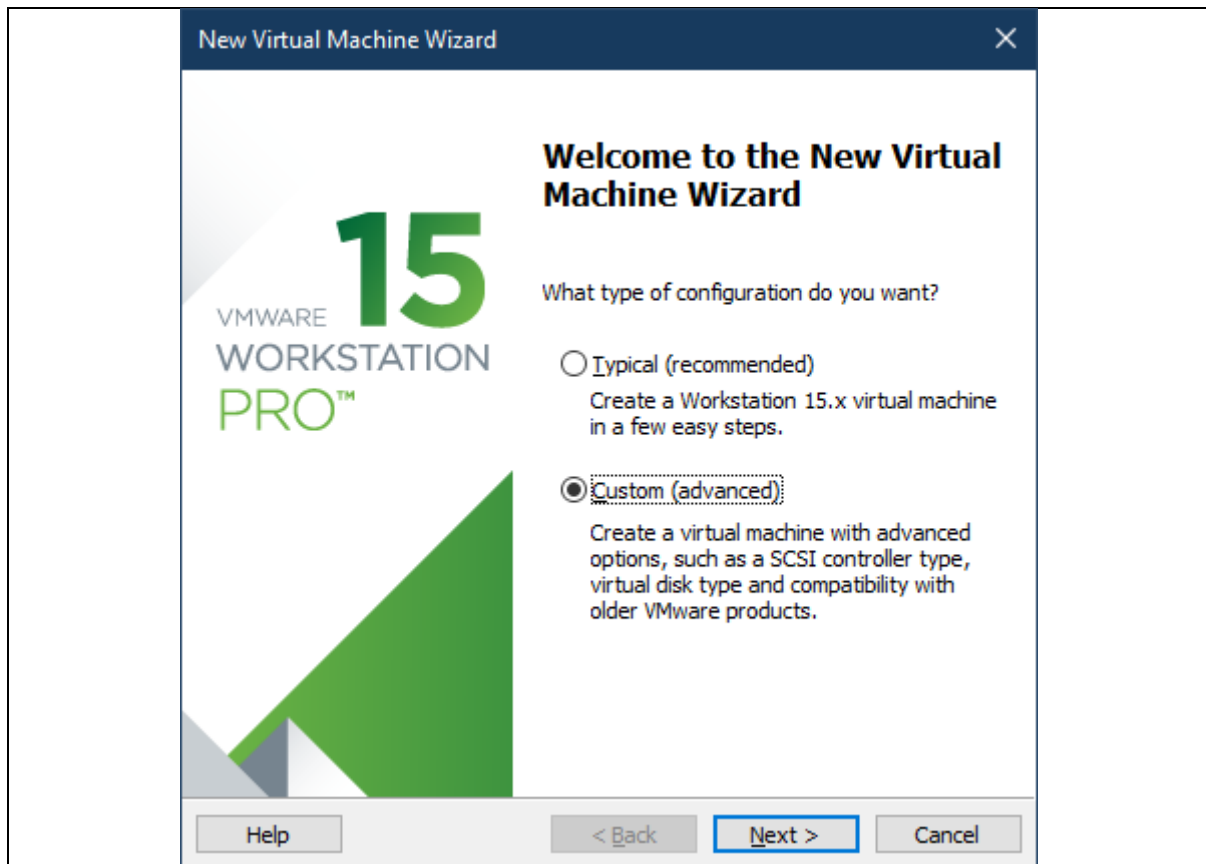 New Virtual Machine Wizard
Welcome to the New Virtual
Machine Wizard
15
VMWARE
WORKSTATION
PRO™
What type of configuration do you want?
Typical (recommended)
Create a Workstation 15.x virtual machine
in a few easy steps.
Custom (advanced)
Create a virtual machine with advanced
options, such as a SCSI controller type,
virtual disk type and compatibility with
older VMware products.
Help
< Back
Next >
Cancel